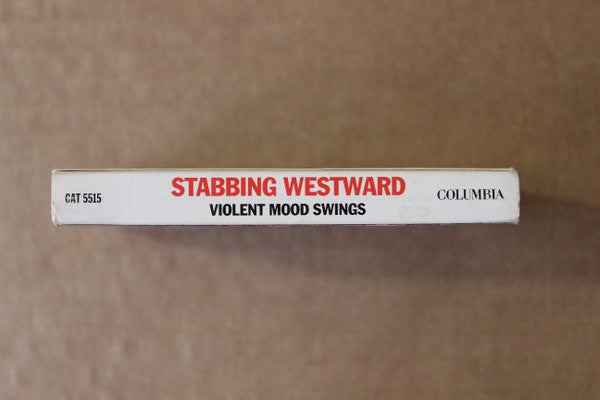 CAT 5515
STABBING WESTWARD
VIOLENT MOOD SWINGS
COLUMBIA